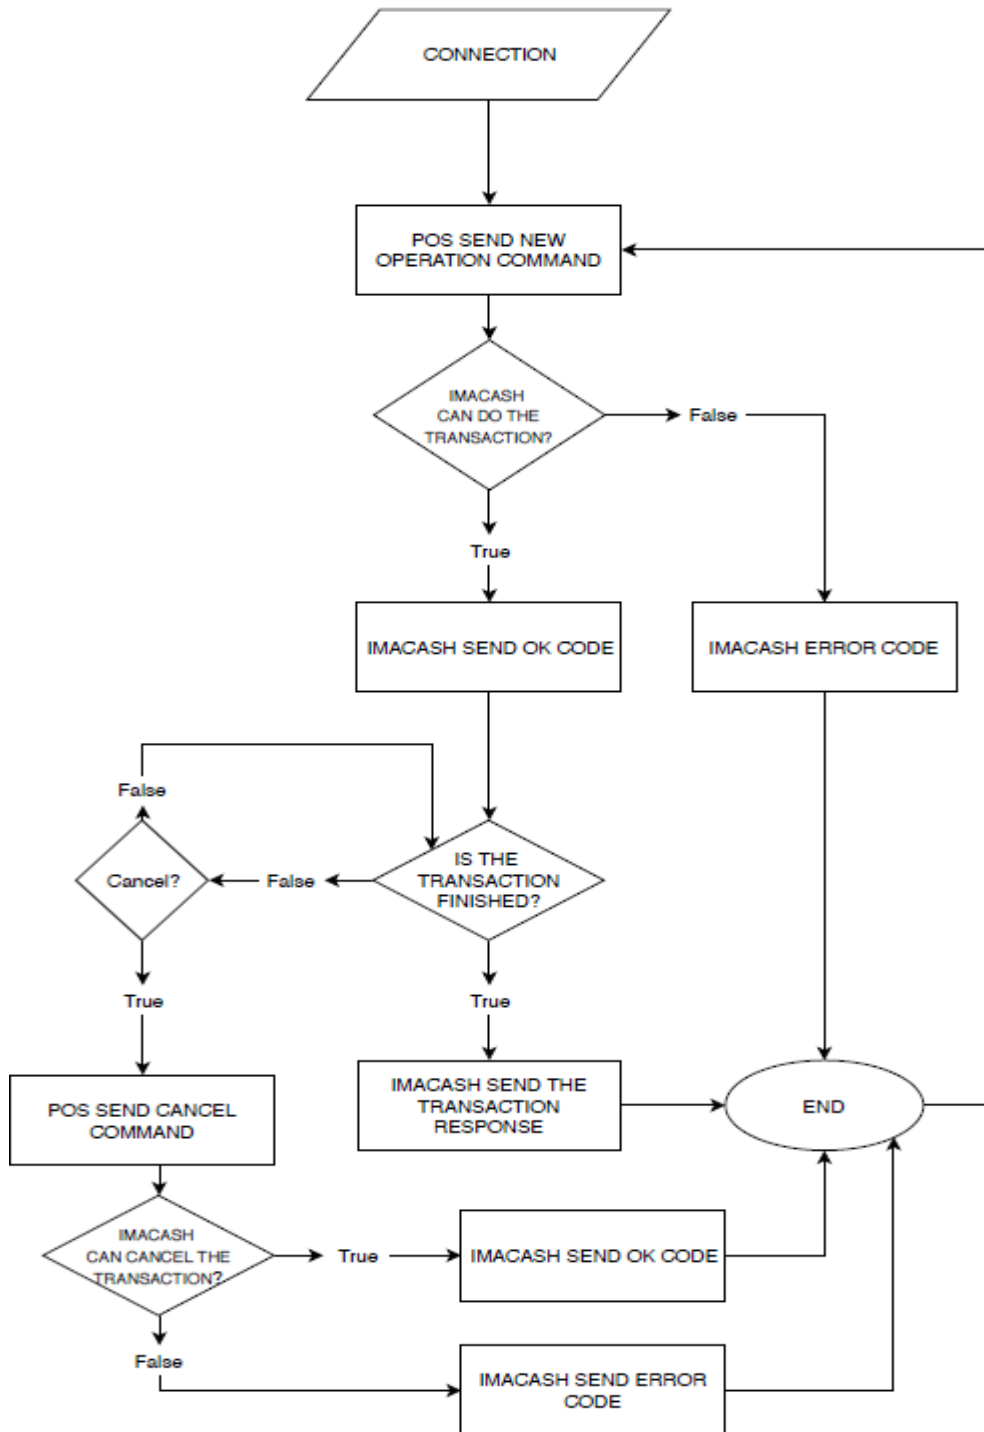 CONNECTION
POS SEND NEW
OPERATION COMMAND
IMACASH
CAN DO THE
TRANSACTION?
False
True
IMACASH SEND OK CODE
IMACASH ERROR CODE
False
Cancel?
False
IS THE
TRANSACTION
FINISHED?
True
True
POS SEND CANCEL
COMMAND
IMACASH SEND THE
TRANSACTION
RESPONSE
END
IMACASH
CAN CANCEL THE
TRANSACTION?
True
IMACASH SEND OK CODE
False
IMACASH SEND ERROR
CODE